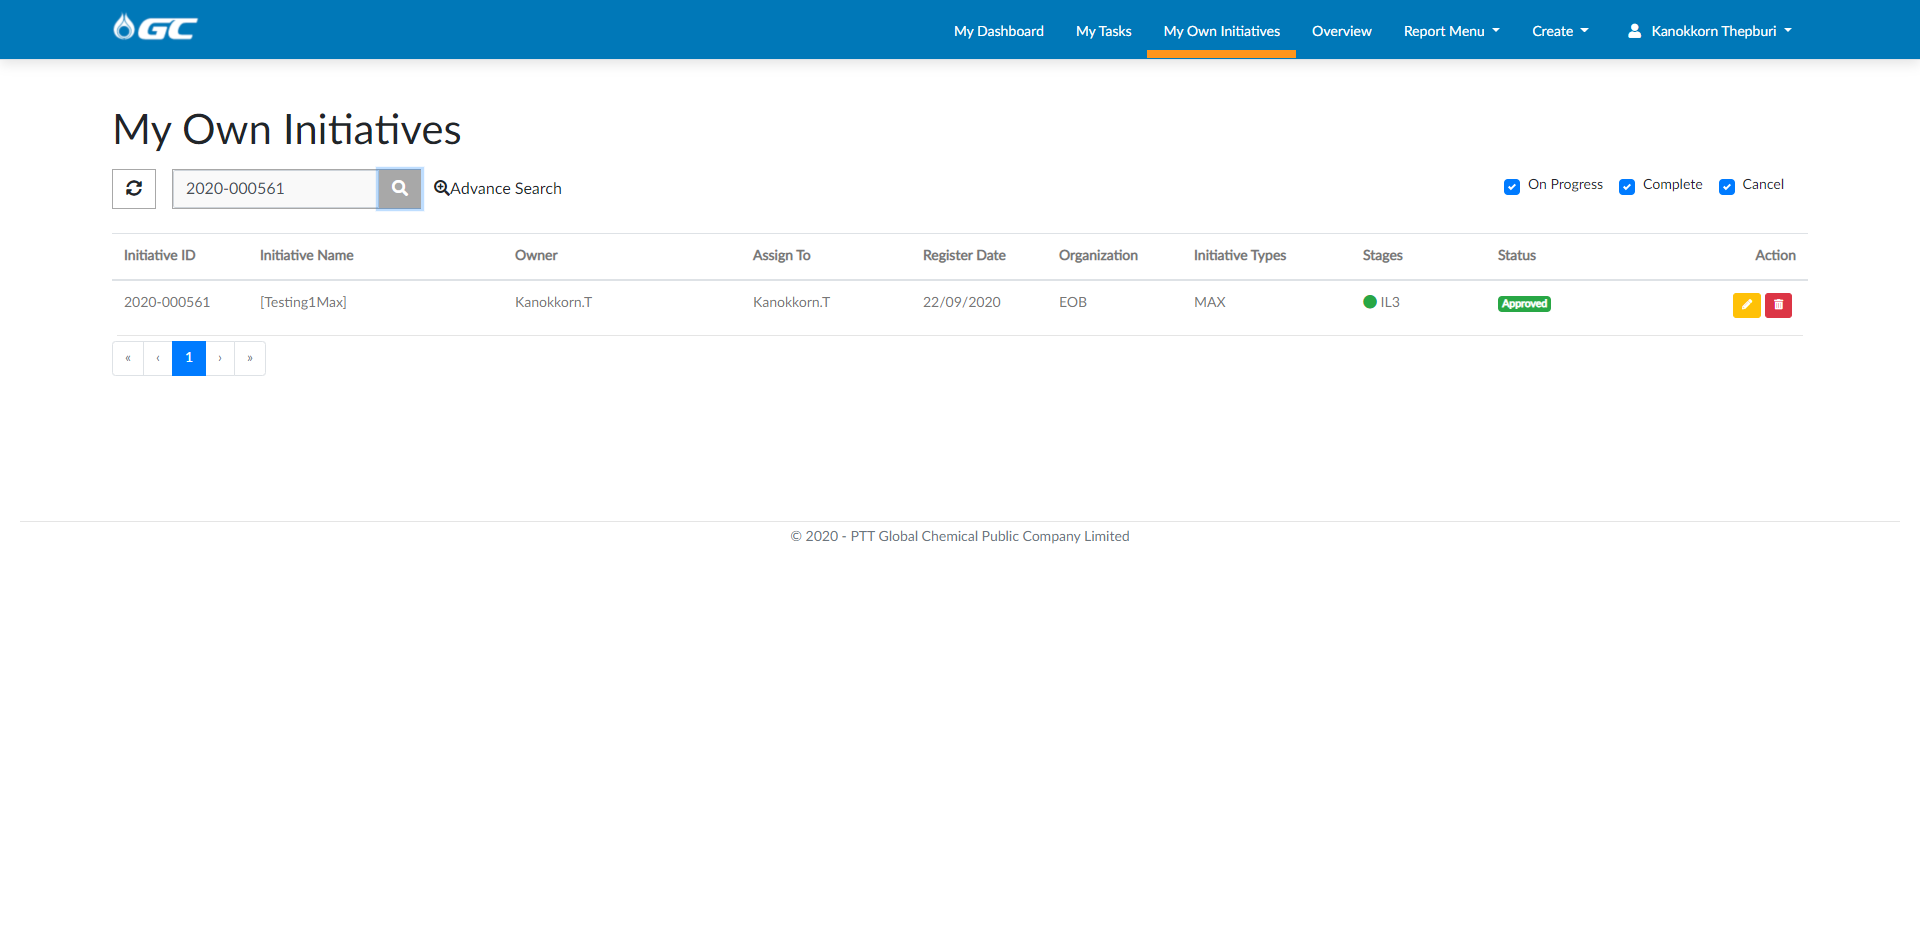 GC
My Dashboard My Tasks My Own Initiatives Overview Report Menu Create Kanokkorn Thepburi
My Own Initiatives
2020-000561 Advance Search On Progress Complete Cancel
Initiative ID Initiative Name Owner Assign To Register Date Organization Initiative Types Stages Status Action
2020-000561 [Testing1Max] Kanokkorn.T Kanokkorn.T 22/09/2020 EOB MAX IL3 Approved
« ‹ 1 › »
© 2020 - PTT Global Chemical Public Company Limited